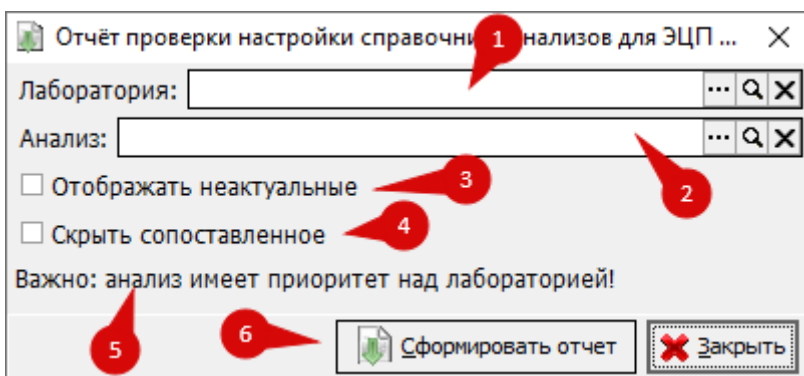 Отчёт проверки настройки справочни нализов для ЭЦП ...
1
Лаборатория:
Анализ:
2
Отображать неактуальные
3
Скрыть сопоставленное
4
Важно: анализ имеет приоритет над лабораторией!
5
6
Сформировать отчет
Закрыть